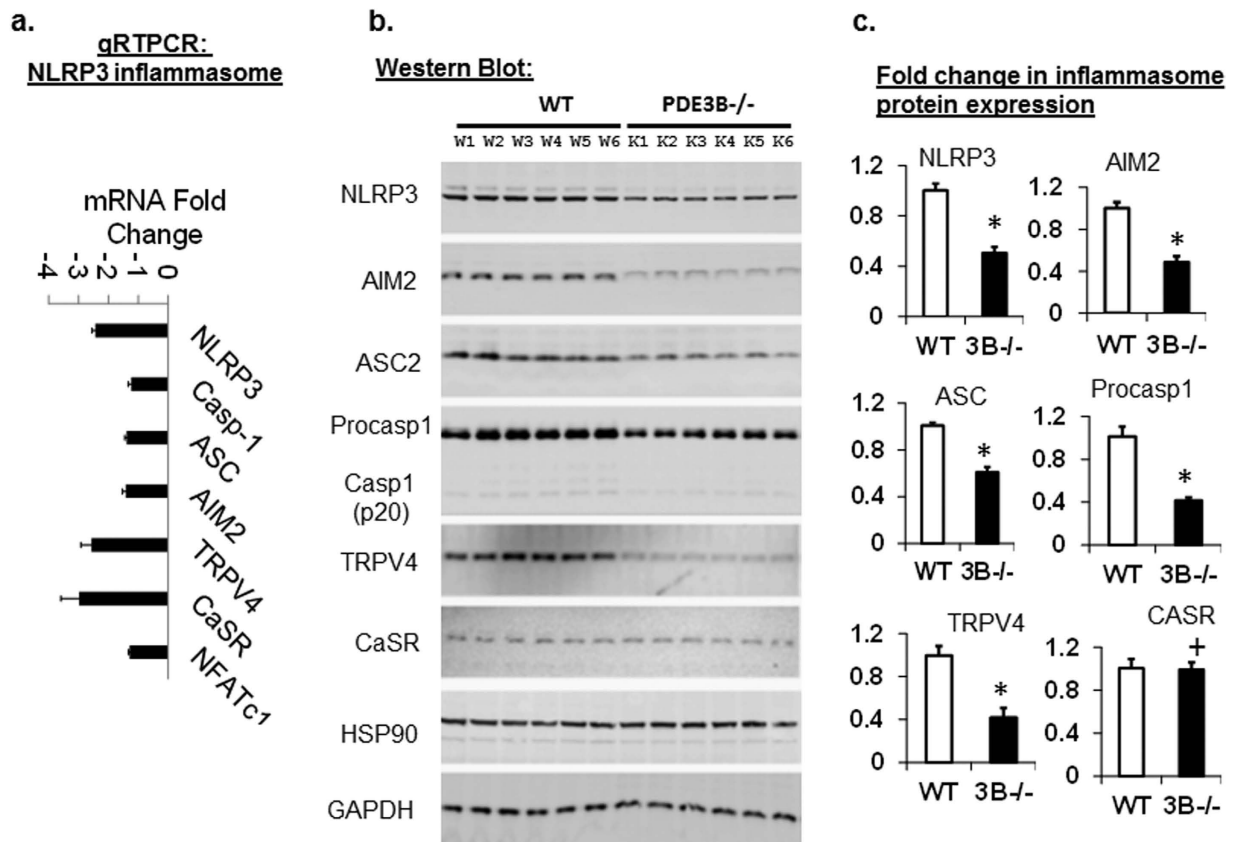 a.
qRTPCR:
NLRP3 inflammasome
mRNA Fold
Change
-4 -3 -2 -1 0
NLRP3
Casp-1
ASC
AIM2
TRPV4
CaSR
NFATc1
b.
Western Blot:
WT PDE3B-/-
W1 W2 W3 W4 W5 W6 K1 K2 K3 K4 K5 K6
NLRP3
AIM2
ASC2
Procasp1
Casp1
(p20)
TRPV4
CaSR
HSP90
GAPDH
c.
Fold change in inflammasome
protein expression
NLRP3
1.2
0.8
0.4
0
*
WT 3B-/-
AIM2
1.2
0.8
0.4
0
*
WT 3B-/-
ASC
1.2
0.8
0.4
0
*
WT 3B-/-
Procasp1
1.2
0.8
0.4
0
*
WT 3B-/-
TRPV4
1.2
0.8
0.4
0
*
WT 3B-/-
CASR
1.2
0.8
0.4
0
+
WT 3B-/-